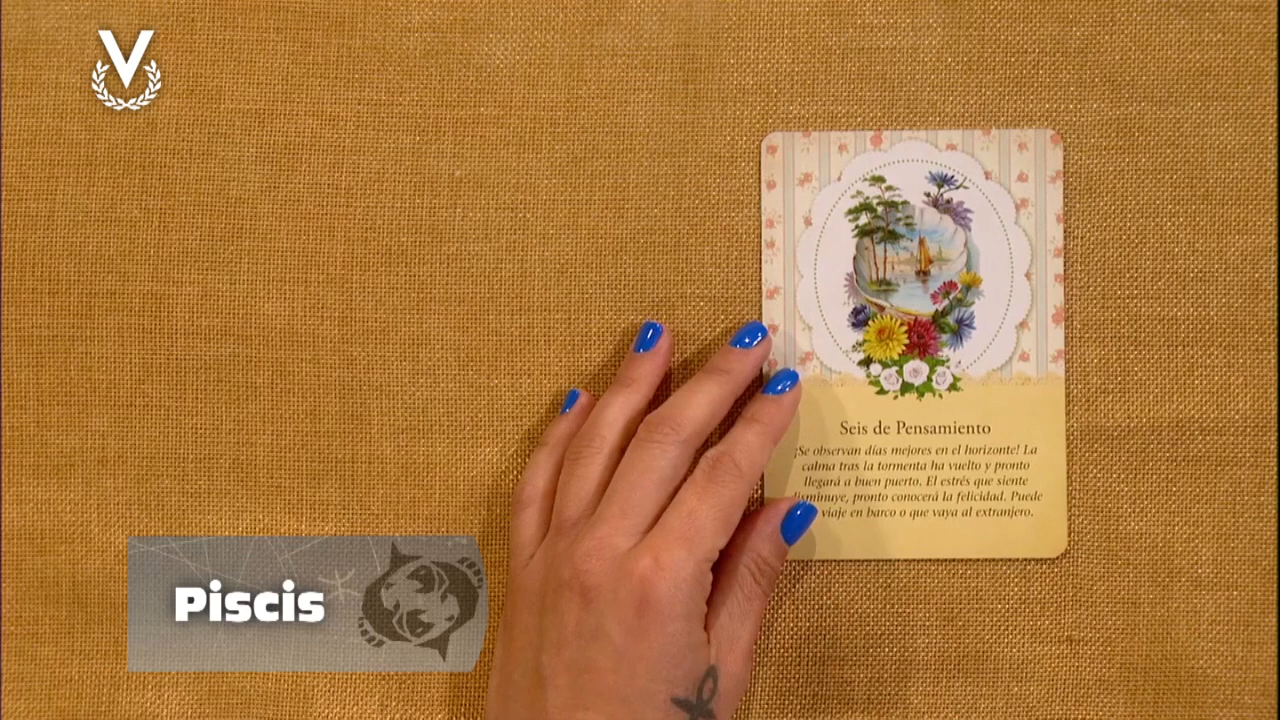 V
Seis de Pensamiento
¡Se observan días mejores en el horizonte! La
calma tras la tormenta ha vuelto y pronto
llegará a buen puerto. El estrés que siente
disminuye, pronto conocerá la felicidad. Puede
viaje en barco o que vaya al extranjero.
Piscis